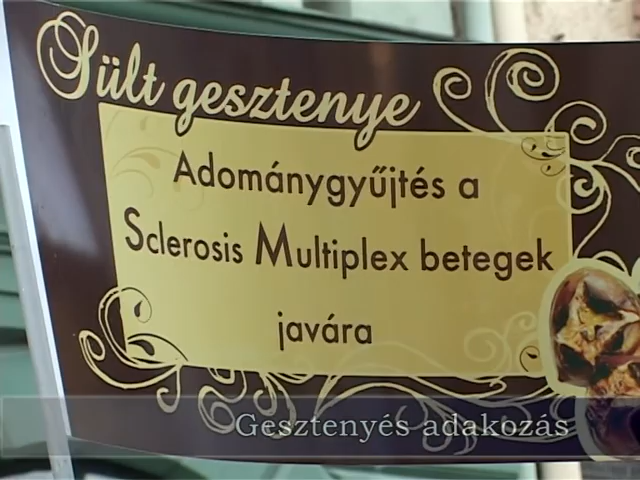 Sült gesztenye
Adománygyűjtés a
Sclerosis Multiplex betegek
javára
Gesztenyés adakozás